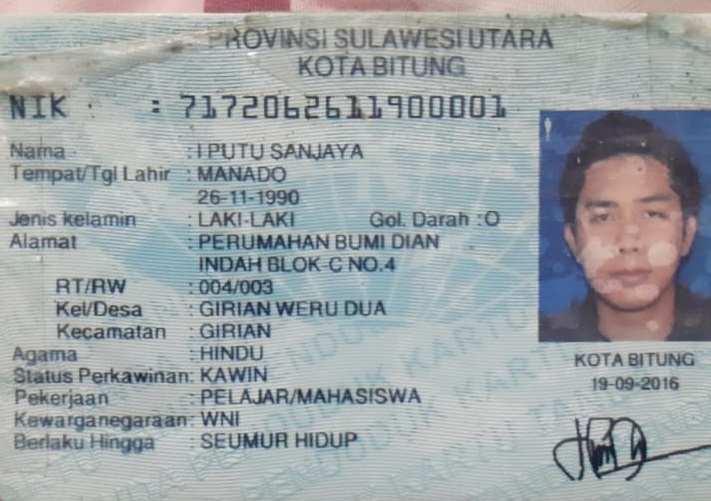 PROVINSI SULAWESI UTARA
KOTA BITUNG
NIK : 7172062611900001
Nama : I PUTU SANJAYA
Tempat/Tgl Lahir : MANADO
26-11-1990
Jenis kelamin : LAKI-LAKI Gol. Darah : O
Alamat : PERUMAHAN BUMI DIAN
INDAH BLOK-C NO.4
RT/RW : 004/003
Kel/Desa : GIRIAN WERU DUA
Kecamatan : GIRIAN
Agama : HINDU
Status Perkawinan: KAWIN
Pekerjaan : PELAJAR/MAHASISWA
Kewarganegaraan: WNI
Berlaku Hingga : SEUMUR HIDUP
KOTA BITUNG
19-09-2016